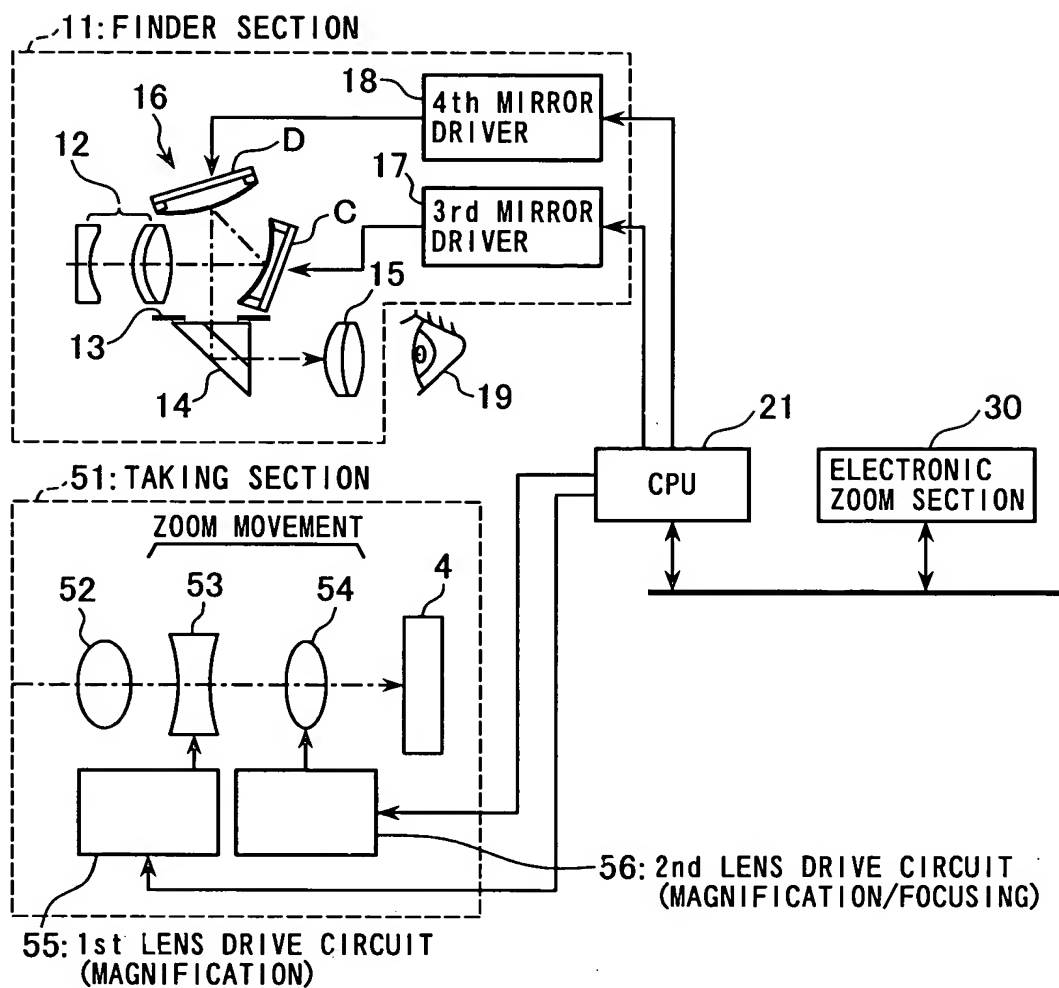 11: FINDER SECTION
18
4th MIRROR
DRIVER
16
D
12
17
3rd MIRROR
DRIVER
C
15
13
14
19
21
30
CPU
ELECTRONIC
ZOOM SECTION
51: TAKING SECTION
ZOOM MOVEMENT
52
53
54
4
56: 2nd LENS DRIVE CIRCUIT
(MAGNIFICATION/FOCUSING)
55: 1st LENS DRIVE CIRCUIT
(MAGNIFICATION)